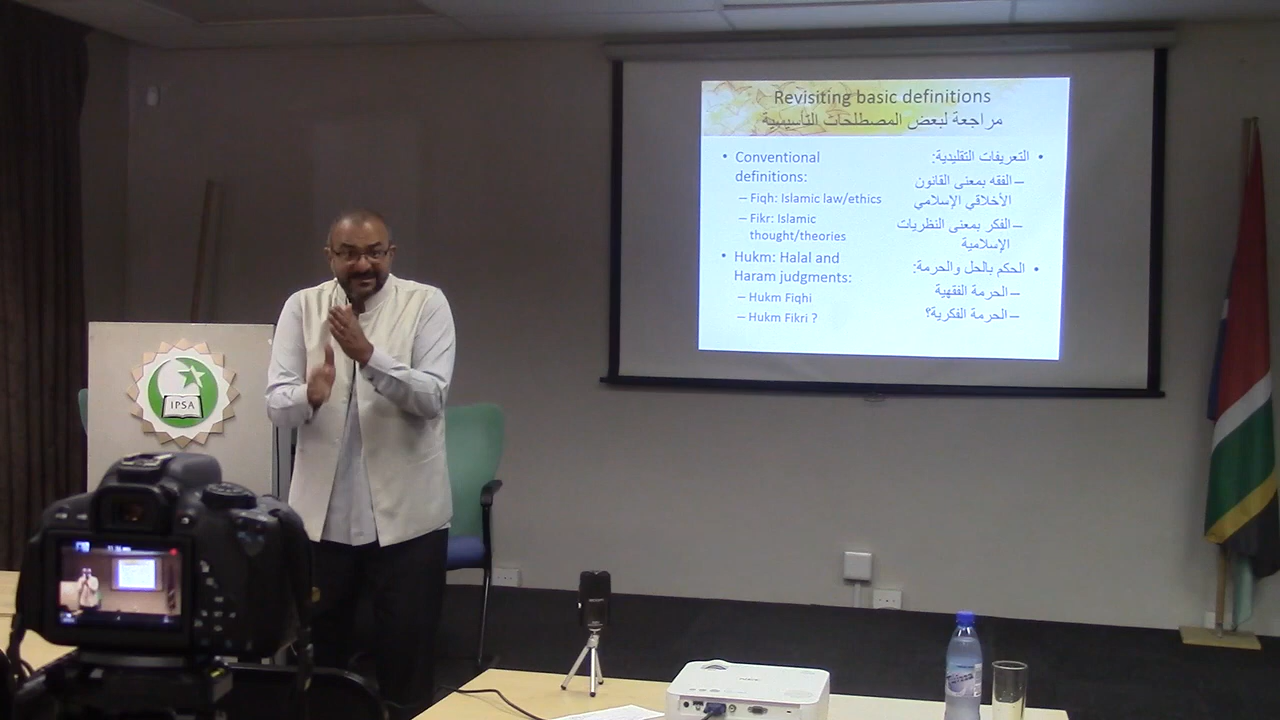 Revisiting basic definitions
مراجعة لبعض المصطلحات التأسيسية
• Conventional
definitions:
– Fiqh: Islamic law/ethics
– Fikr: Islamic
thought/theories
• Hukm: Halal and
Haram judgments:
– Hukm Fiqhi
– Hukm Fikri ?
• التعريفات التقليدية:
– الفقه بمعنى القانون
الأخلاقي الإسلامي
– الفكر بمعنى النظريات
الإسلامية
• الحكم بالحل والحرمة:
– الحرمة الفقهية
– الحرمة الفكرية؟
IPSA